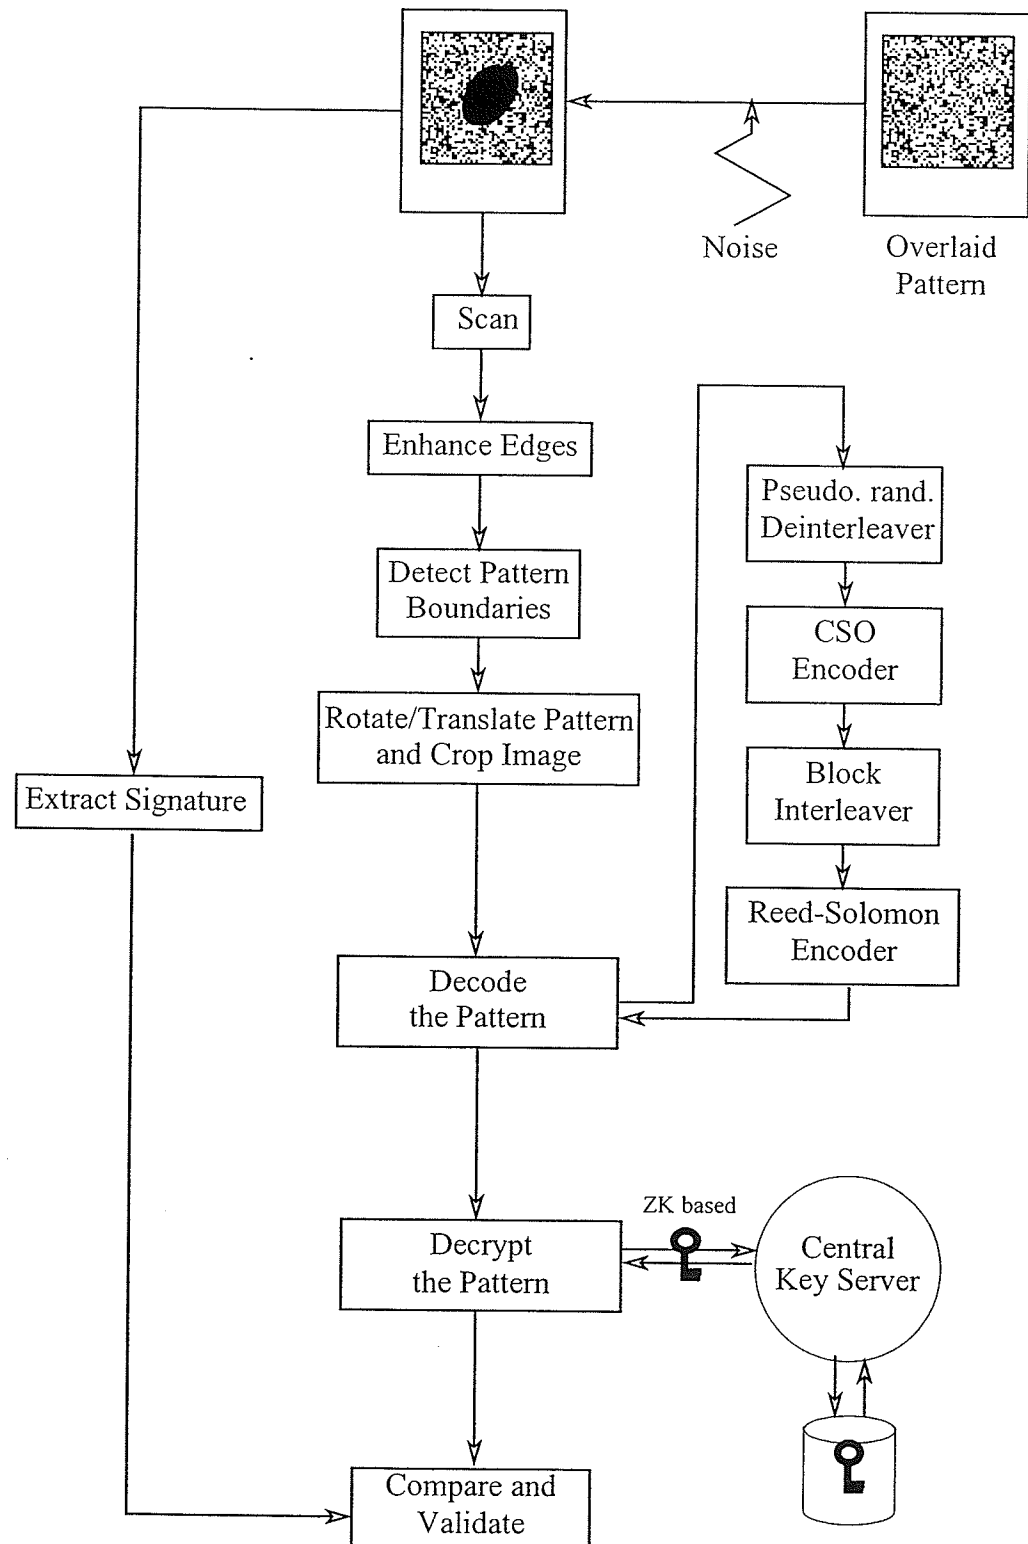 Noise
Overlaid
Pattern
Scan
Enhance Edges
Detect Pattern
Boundaries
Rotate/Translate Pattern
and Crop Image
Extract Signature
Pseudo. rand.
Deinterleaver
CSO
Encoder
Block
Interleaver
Reed-Solomon
Encoder
Decode
the Pattern
ZK based
Decrypt
the Pattern
Central
Key Server
Compare and
Validate